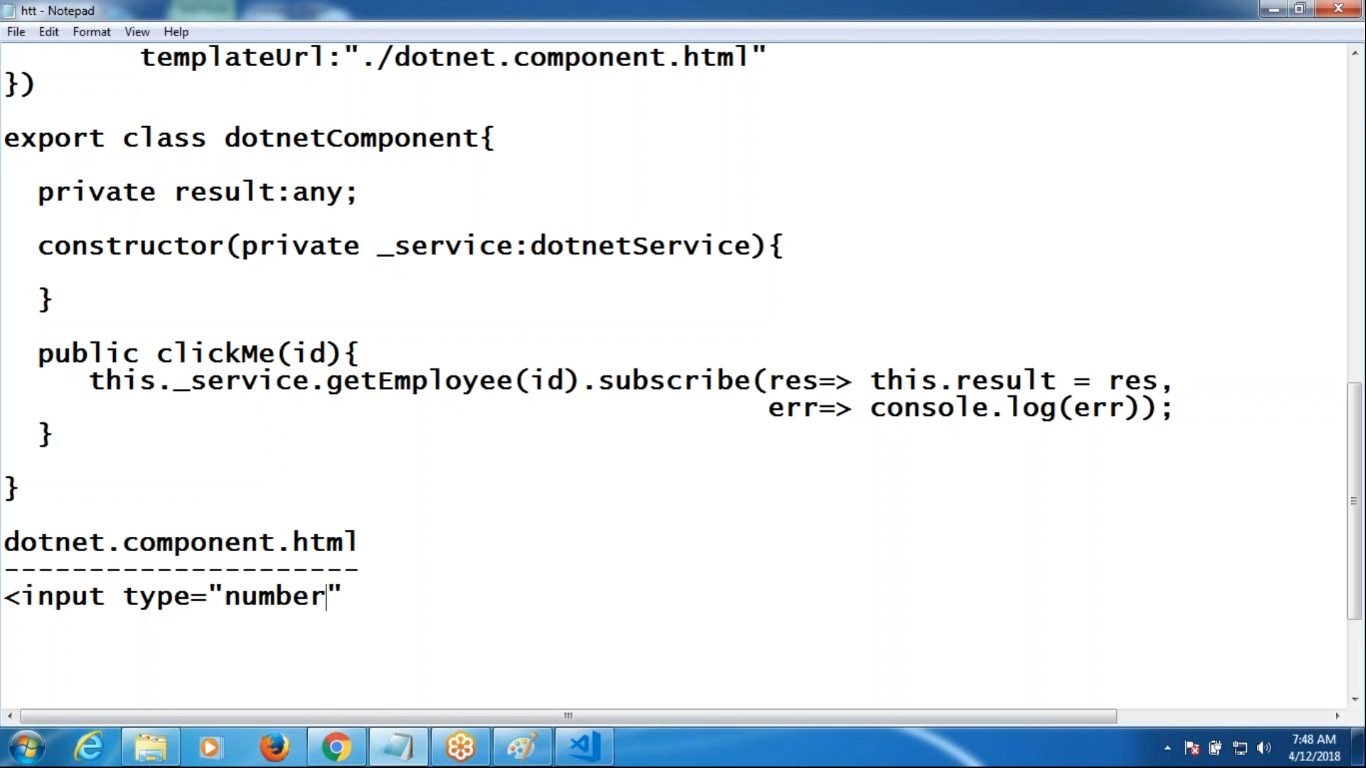 htt - Notepad
File Edit Format View Help
templateUrl:"./dotnet.component.html"
})
export class dotnetComponent{
private result:any;
constructor(private _service:dotnetService){
}
public clickMe(id){
this._service.getEmployee(id).subscribe(res=> this.result = res,
err=> console.log(err));
}
}
dotnet.component.html
---------------------
<input type="number"
7:48 AM
4/12/2018